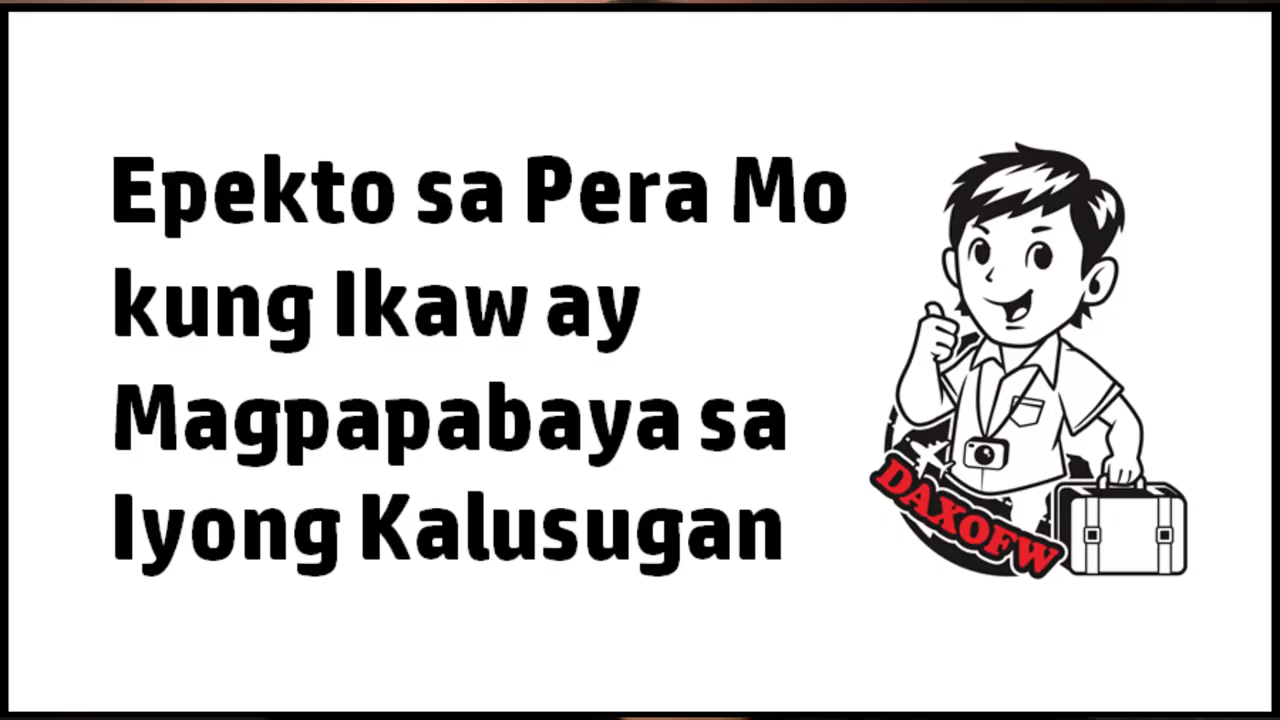 Epekto sa Pera Mo
kung Ikaw ay
Magpapabaya sa
Iyong Kalusugan
DAXOFW